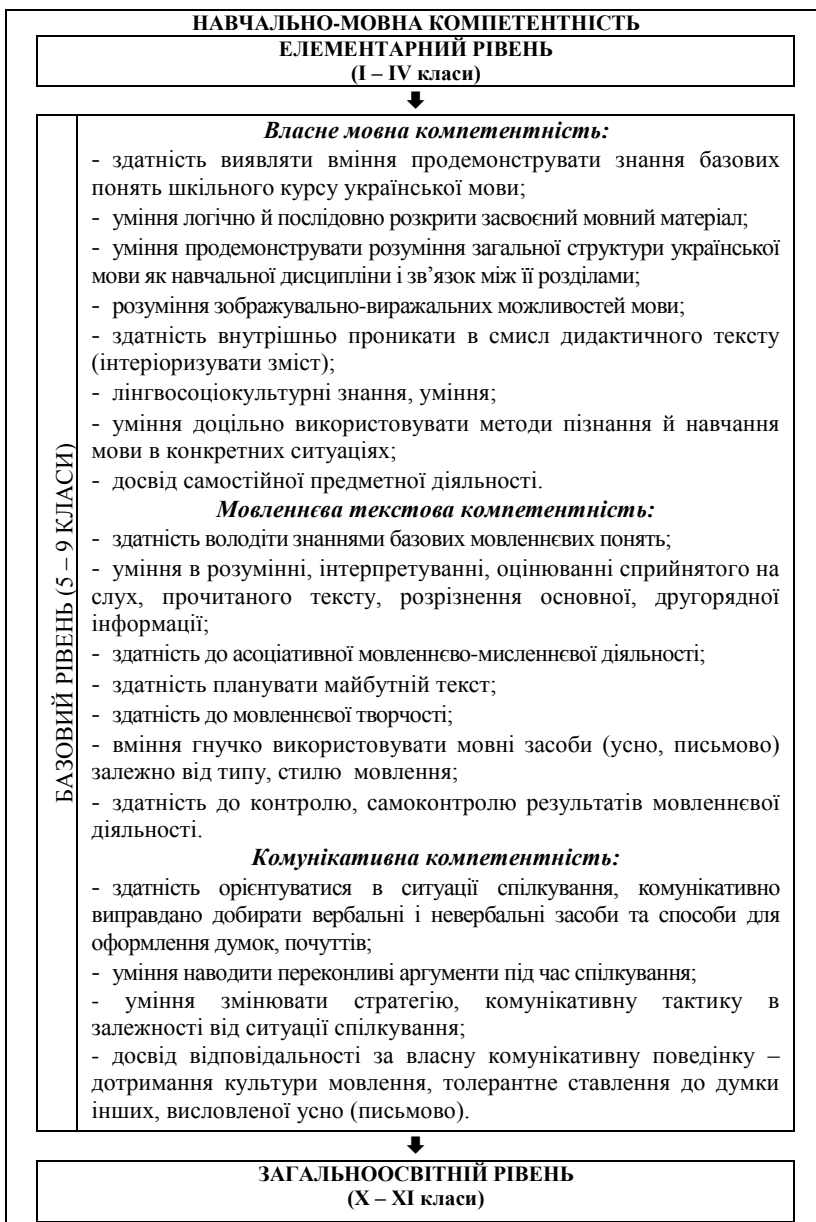 НАВЧАЛЬНО-МОВНА КОМПЕТЕНТНІСТЬ
ЕЛЕМЕНТАРНИЙ РІВЕНЬ
(І – ІV класи)
БАЗОВИЙ РІВЕНЬ (5 – 9 КЛАСИ)
Власне мовна компетентність:
- здатність виявляти вміння продемонструвати знання базових
понять шкільного курсу української мови;
- уміння логічно й послідовно розкрити засвоєний мовний матеріал;
- уміння продемонструвати розуміння загальної структури української
мови як навчальної дисципліни і зв’язок між її розділами;
- розуміння зображувально-виражальних можливостей мови;
- здатність внутрішньо проникати в смисл дидактичного тексту
(інтеріоризувати зміст);
- лінгвосоціокультурні знання, уміння;
- уміння доцільно використовувати методи пізнання й навчання
мови в конкретних ситуаціях;
- досвід самостійної предметної діяльності.
Мовленнєва текстова компетентність:
- здатність володіти знаннями базових мовленнєвих понять;
- уміння в розумінні, інтерпретуванні, оцінюванні сприйнятого на
слух, прочитаного тексту, розрізнення основної, другорядної
інформації;
- здатність до асоціативної мовленнєво-мисленнєвої діяльності;
- здатність планувати майбутній текст;
- здатність до мовленнєвої творчості;
- вміння гнучко використовувати мовні засоби (усно, письмово)
залежно від типу, стилю мовлення;
- здатність до контролю, самоконтролю результатів мовленнєвої
діяльності.
Комунікативна компетентність:
- здатність орієнтуватися в ситуації спілкування, комунікативно
виправдано добирати вербальні і невербальні засоби та способи для
оформлення думок, почуттів;
- уміння наводити переконливі аргументи під час спілкування;
- уміння змінювати стратегію, комунікативну тактику в
залежності від ситуації спілкування;
- досвід відповідальності за власну комунікативну поведінку –
дотримання культури мовлення, толерантне ставлення до думки
інших, висловленої усно (письмово).
ЗАГАЛЬНООСВІТНІЙ РІВЕНЬ
(Х – ХІ класи)